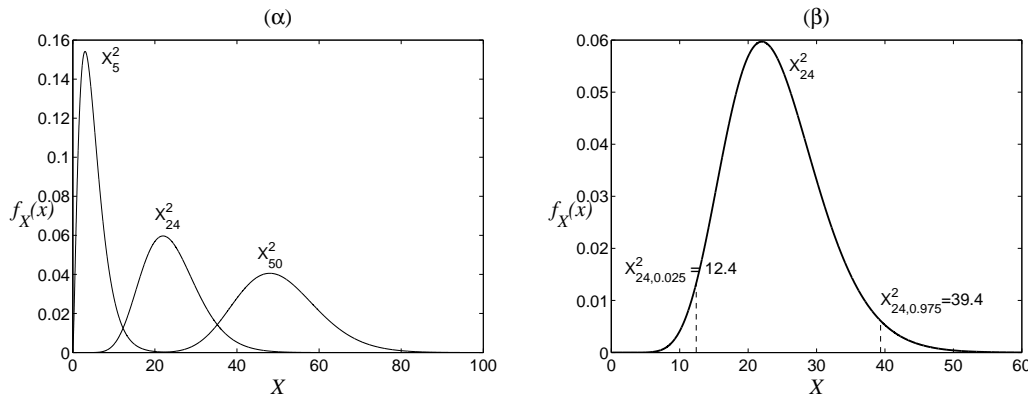 (α)
0.16
0.14
0.12
0.1
0.08
0.06
0.04
0.02
0
f_X(x)
X²₅
X²₂₄
X²₅₀
0 20 40 60 80 100
X
(β)
0.06
0.05
0.04
0.03
0.02
0.01
0
f_X(x)
X²₂₄
X²₂₄,₀.₀₂₅ = 12.4
X²₂₄,₀.₉₇₅=39.4
0 10 20 30 40 50 60
X